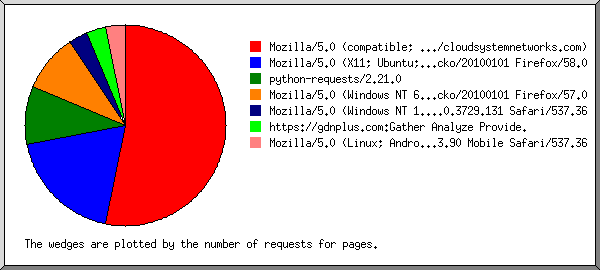 Mozilla/5.0 (compatible; .../cloudsystemnetworks.com)
Mozilla/5.0 (X11; Ubuntu;...cko/20100101 Firefox/58.0
python-requests/2.21.0
Mozilla/5.0 (Windows NT 6...cko/20100101 Firefox/57.0
Mozilla/5.0 (Windows NT 1....0.3729.131 Safari/537.36
https://gdnplus.com:Gather Analyze Provide.
Mozilla/5.0 (Linux; Andro...3.90 Mobile Safari/537.36
The wedges are plotted by the number of requests for pages.